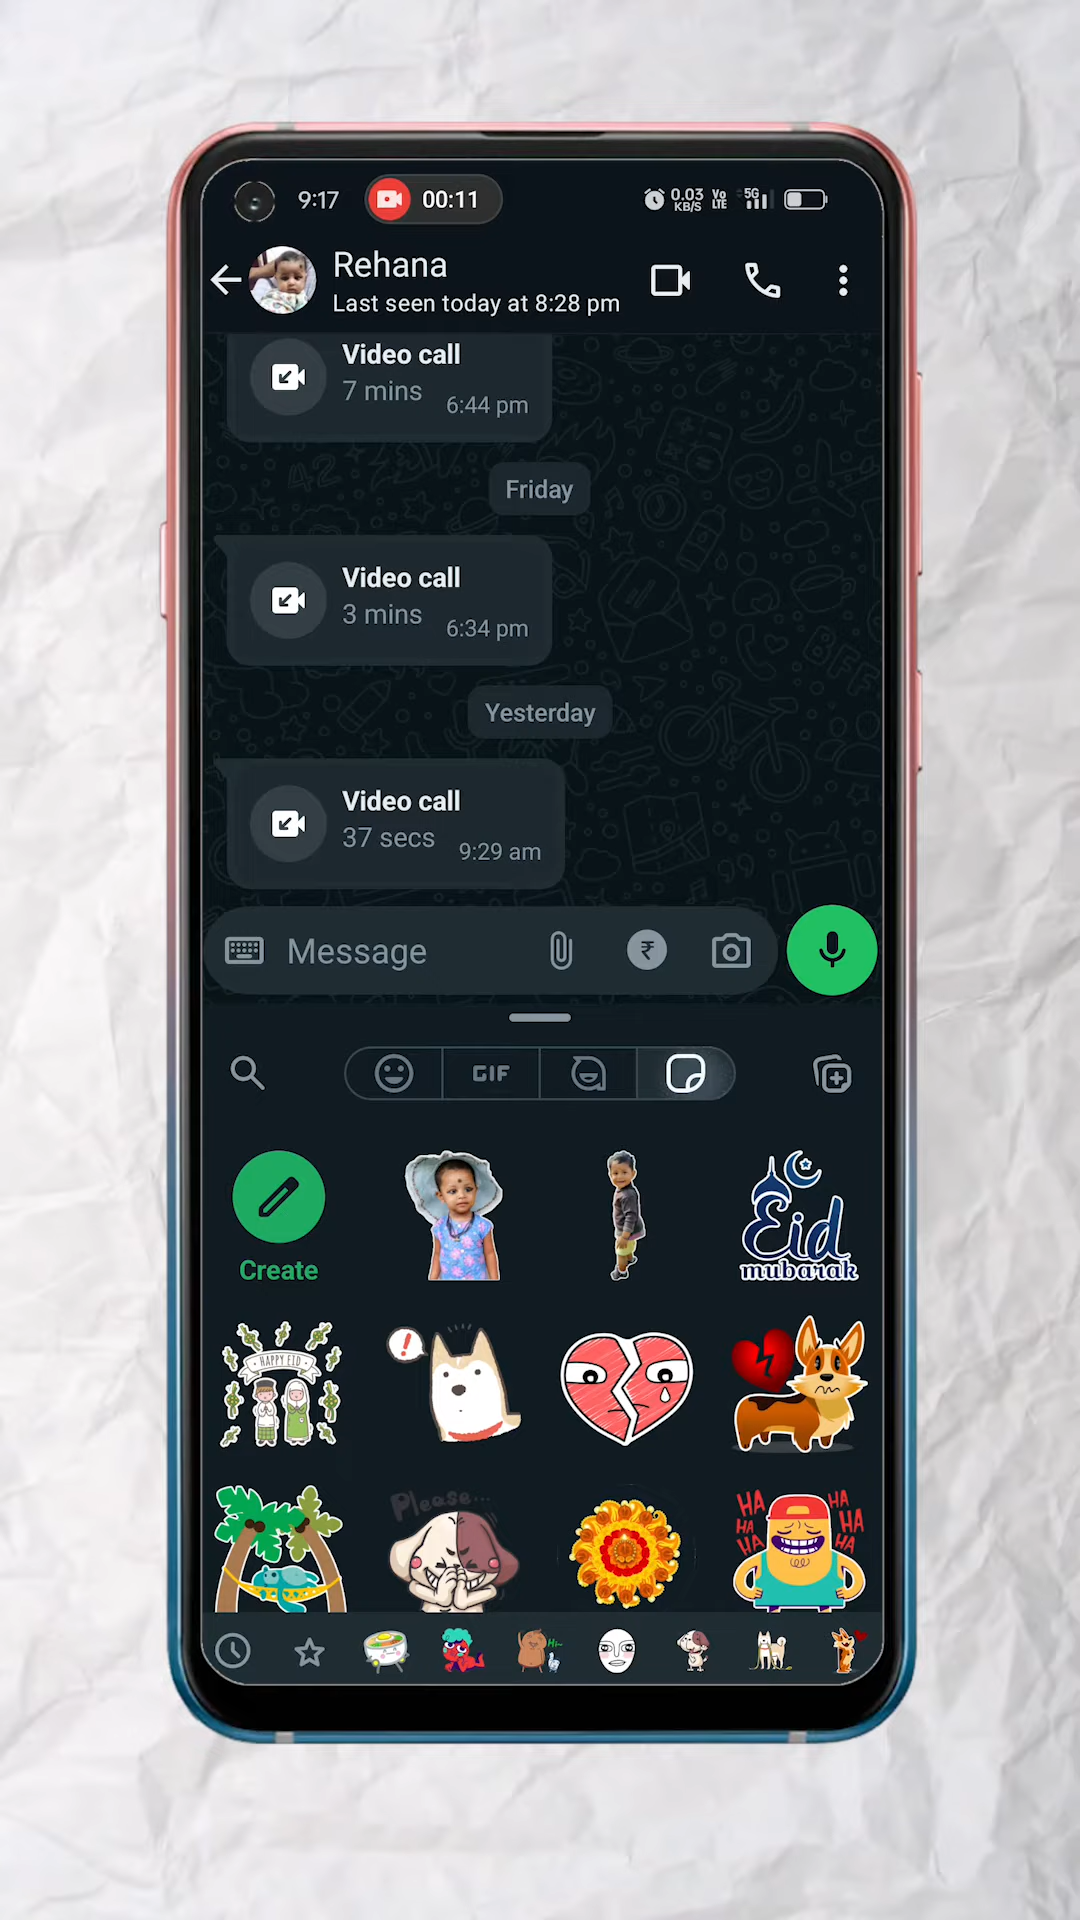 9:17
00:11
0.03
KB/S
Vo
LTE
5G
Rehana
Last seen today at 8:28 pm
Video call
7 mins
6:44 pm
Friday
Video call
3 mins
6:34 pm
Yesterday
Video call
37 secs
9:29 am
Message
₹
GIF
Create
Eid
mubarak
HAPPY EID
!
Please...
HA HA
HA HA
HA HA
Hi~